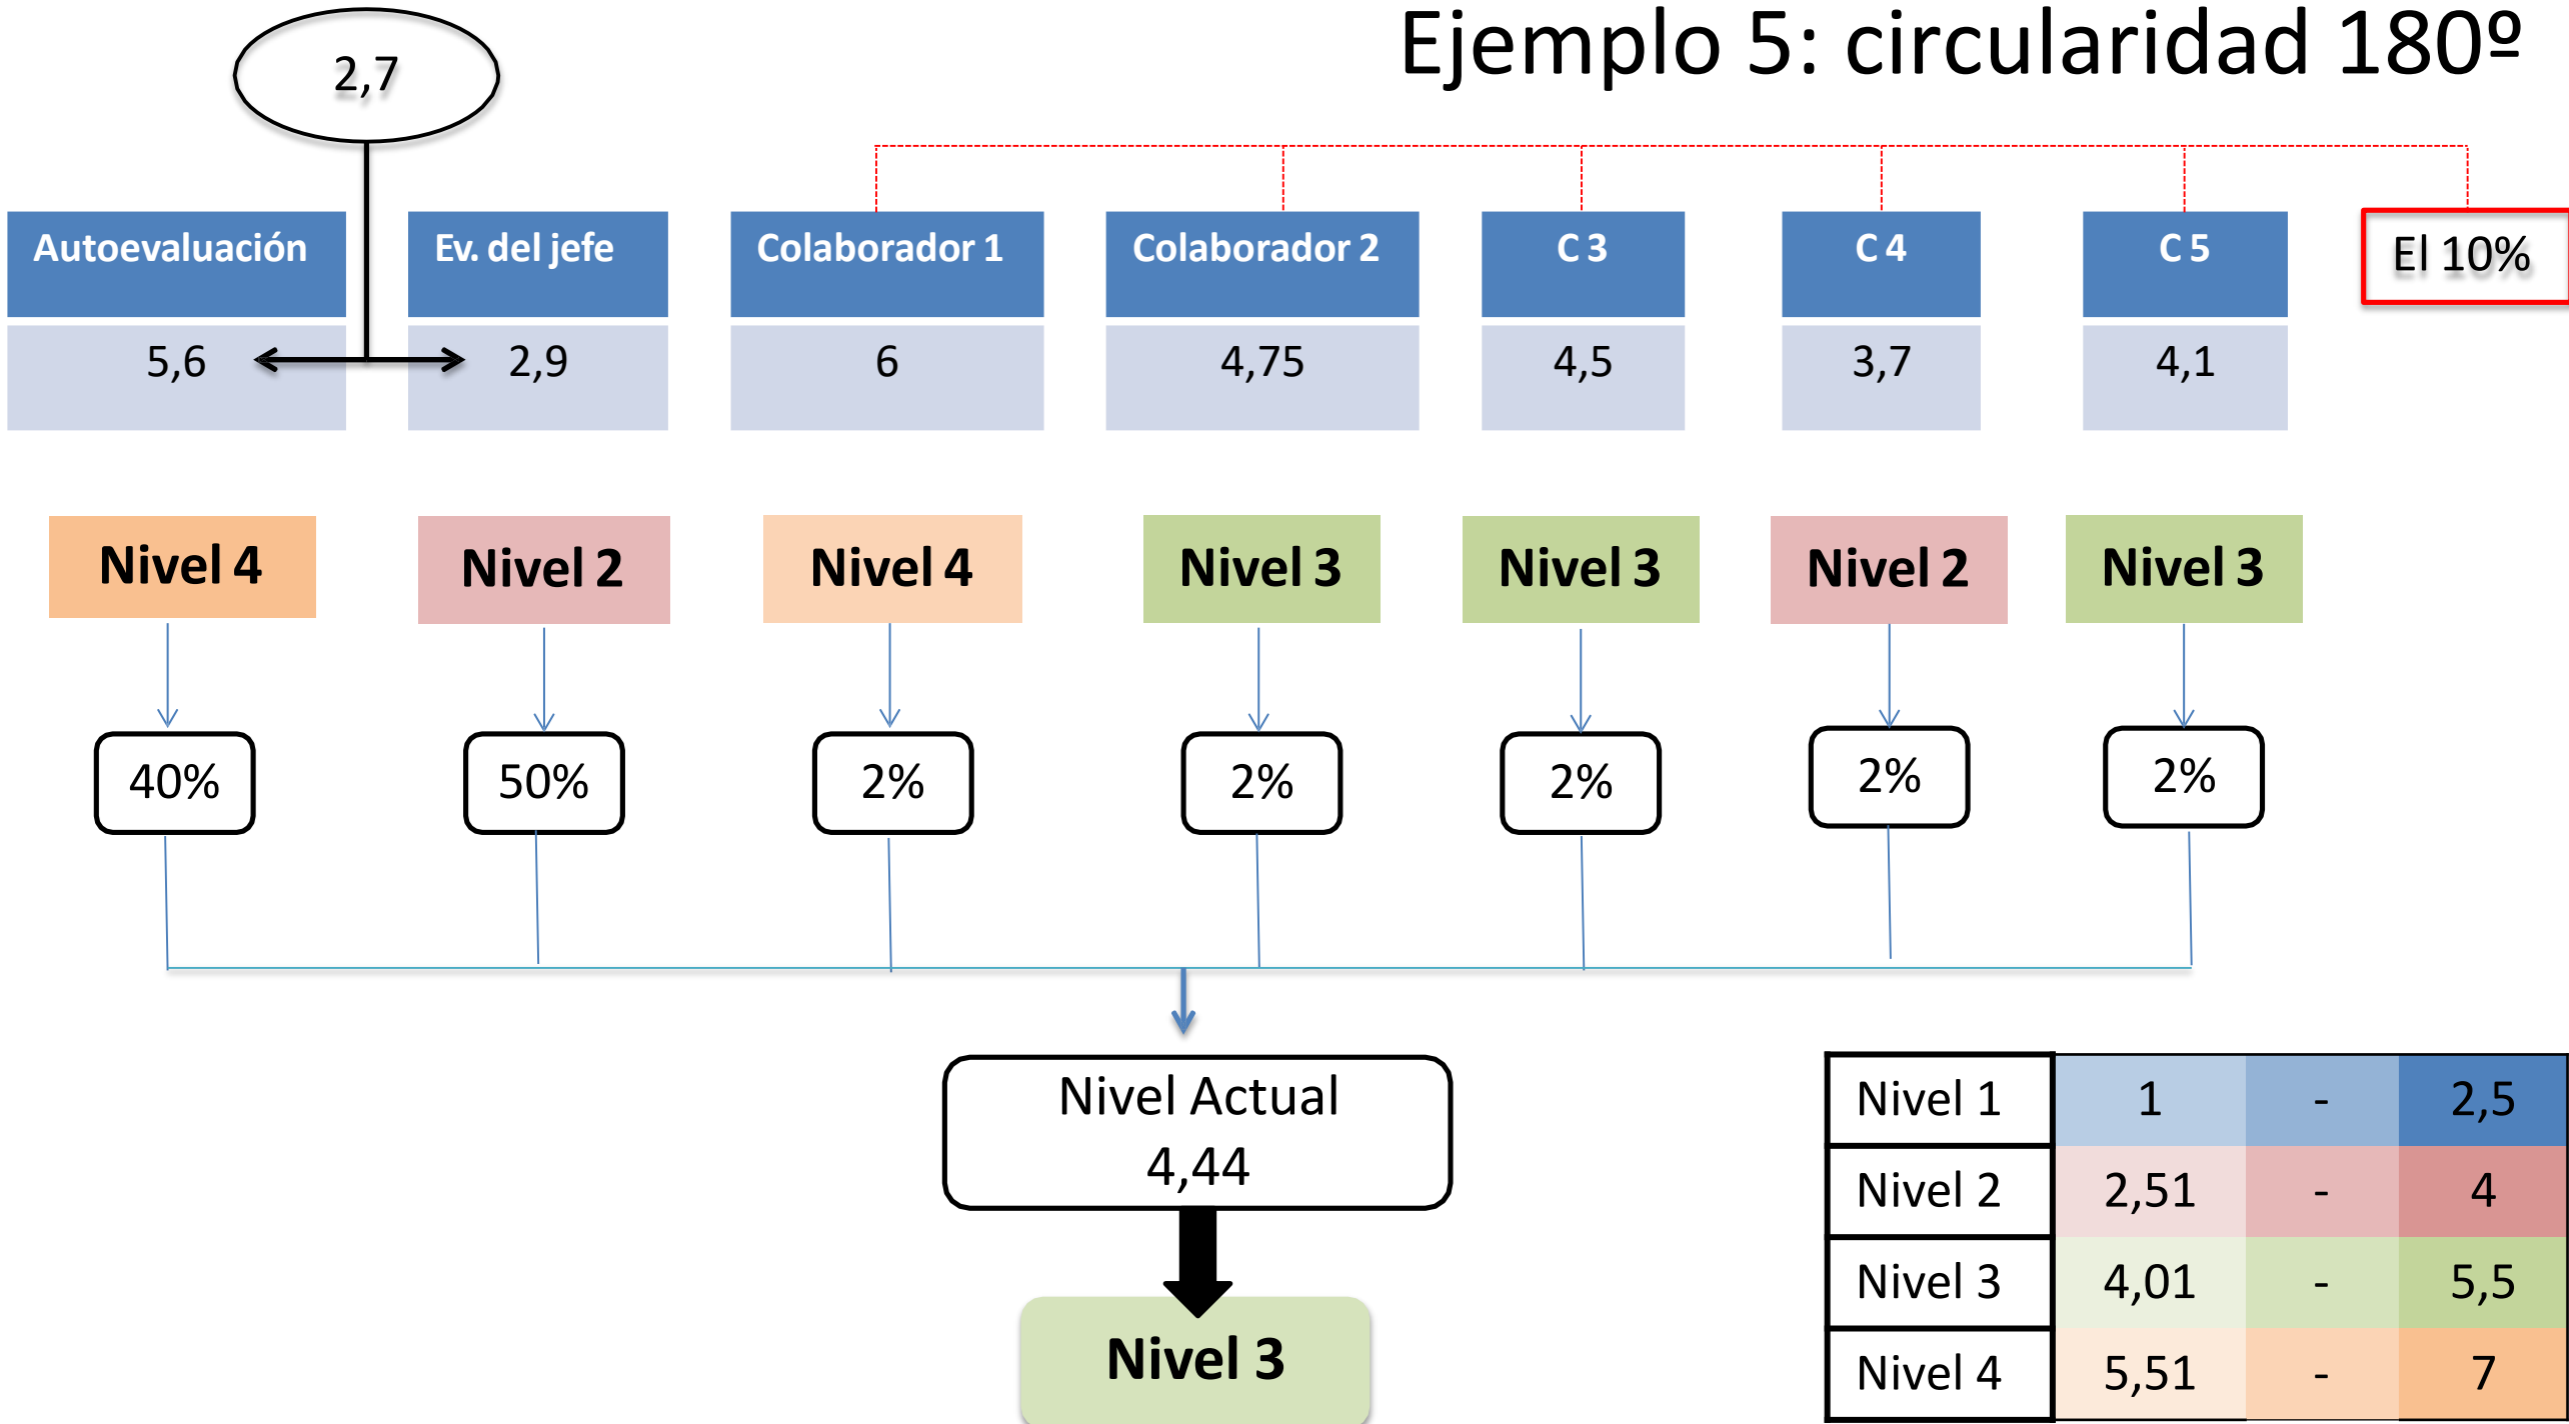 Ejemplo 5: circularidad 180º
2,7
Autoevaluación Ev. del jefe Colaborador 1 Colaborador 2 C 3 C 4 C 5 El 10%
5,6 2,9 6 4,75 4,5 3,7 4,1
Nivel 4 Nivel 2 Nivel 4 Nivel 3 Nivel 3 Nivel 2 Nivel 3
40% 50% 2% 2% 2% 2% 2%
Nivel Actual
4,44
Nivel 3
Nivel 1 1 - 2,5
Nivel 2 2,51 - 4
Nivel 3 4,01 - 5,5
Nivel 4 5,51 - 7